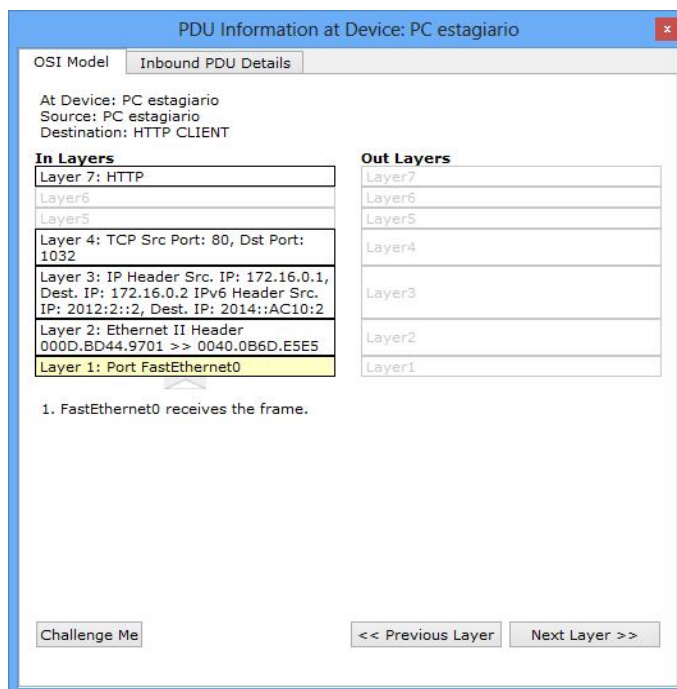 PDU Information at Device: PC estagiario
x
OSI Model
Inbound PDU Details
At Device: PC estagiario
Source: PC estagiario
Destination: HTTP CLIENT
In Layers
Out Layers
Layer 7: HTTP
Layer7
Layer6
Layer6
Layer5
Layer5
Layer 4: TCP Src Port: 80, Dst Port:
1032
Layer4
Layer 3: IP Header Src. IP: 172.16.0.1,
Dest. IP: 172.16.0.2 IPv6 Header Src.
IP: 2012:2::2, Dest. IP: 2014::AC10:2
Layer3
Layer 2: Ethernet II Header
000D.BD44.9701 >> 0040.0B6D.E5E5
Layer2
Layer 1: Port FastEthernet0
Layer1
1. FastEthernet0 receives the frame.
Challenge Me
<< Previous Layer
Next Layer >>